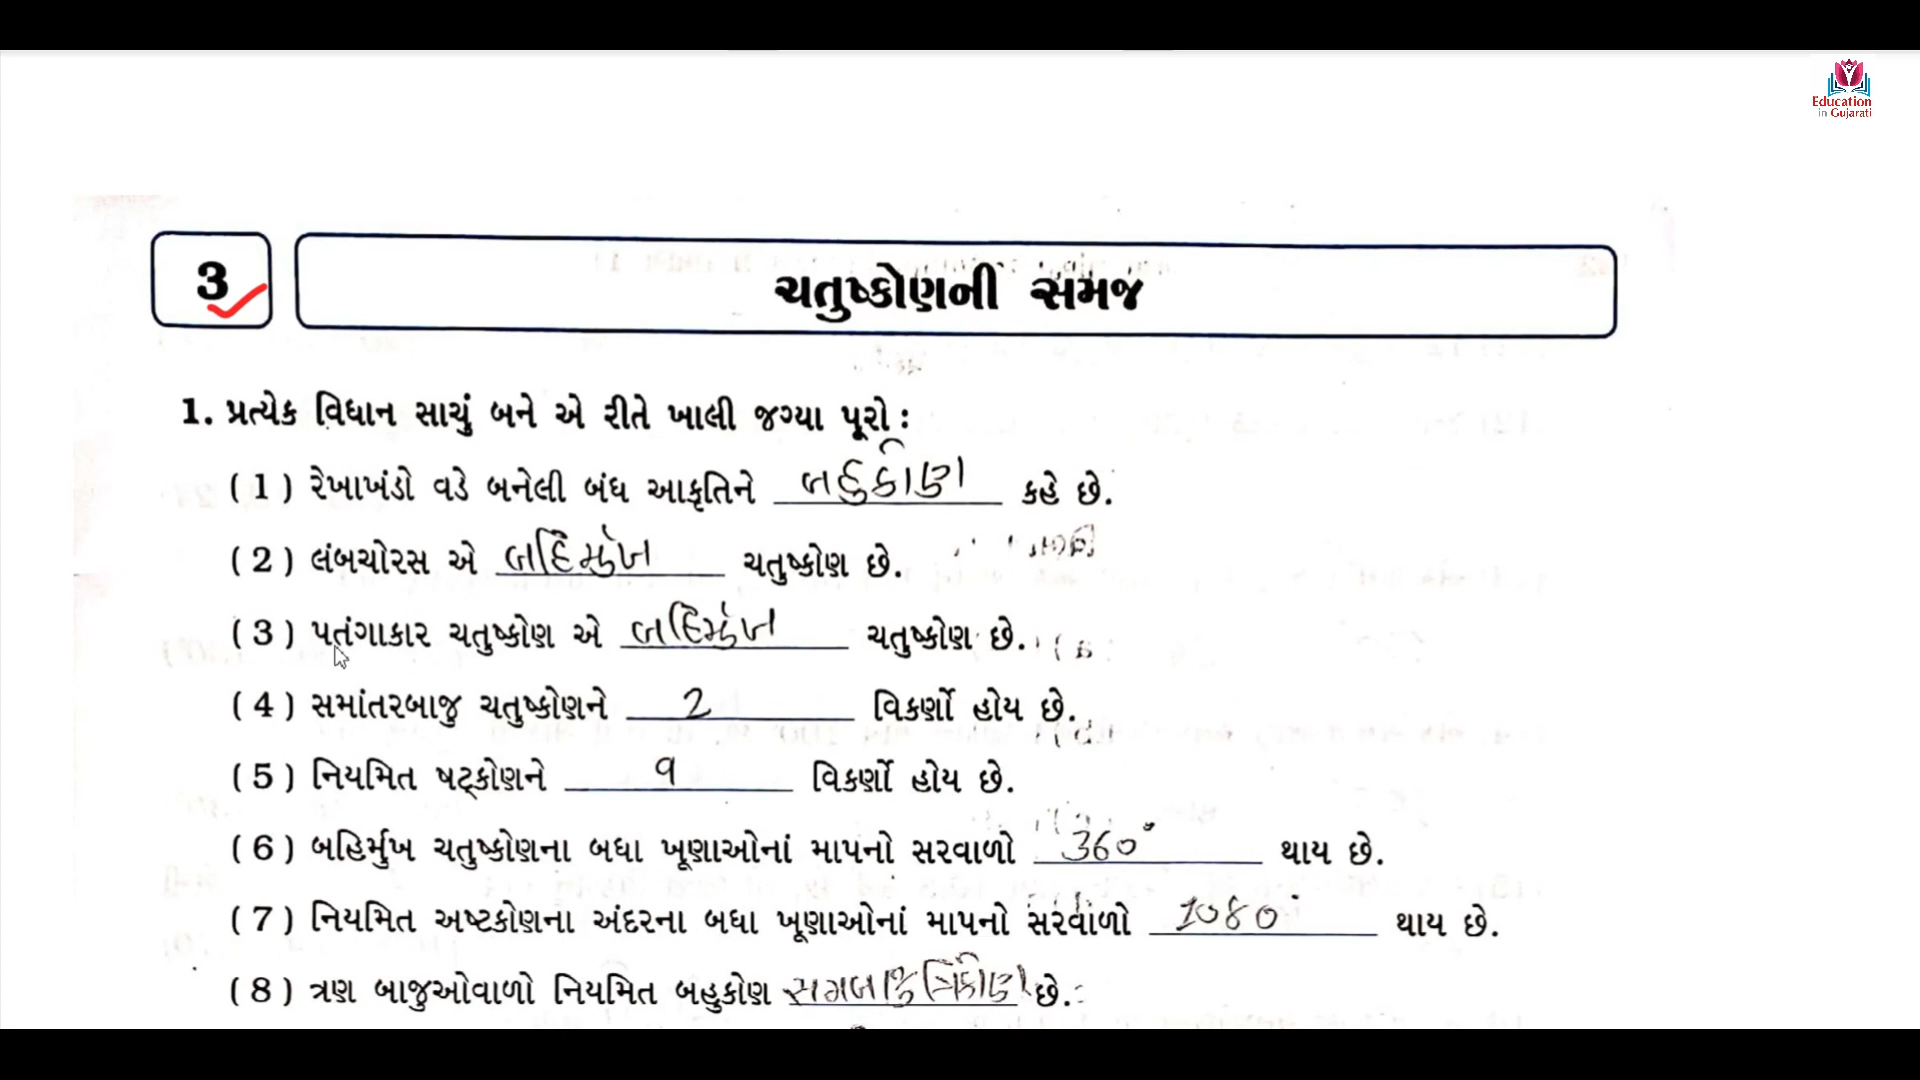 Education
in Gujarati
3
ચતુષ્કોણની સમજ
1. પ્રત્યેક વિધાન સાચું બને એ રીતે ખાલી જગ્યા પૂરો :
(1) રેખાખંડો વડે બનેલી બંધ આકૃતિને બહુકોણ કહે છે.
(2) લંબચોરસ એ બહિર્મુખ ચતુષ્કોણ છે.
(3) પતંગાકાર ચતુષ્કોણ એ બહિર્મુખ ચતુષ્કોણ છે.
(4) સમાંતરબાજુ ચતુષ્કોણને 2 વિકર્ણો હોય છે.
(5) નિયમિત ષટ્કોણને 9 વિકર્ણો હોય છે.
(6) બહિર્મુખ ચતુષ્કોણના બધા ખૂણાઓનાં માપનો સરવાળો 360° થાય છે.
(7) નિયમિત અષ્ટકોણના અંદરના બધા ખૂણાઓનાં માપનો સરવાળો 1080° થાય છે.
(8) ત્રણ બાજુઓવાળો નિયમિત બહુકોણ સમબાજુ ત્રિકોણ છે.